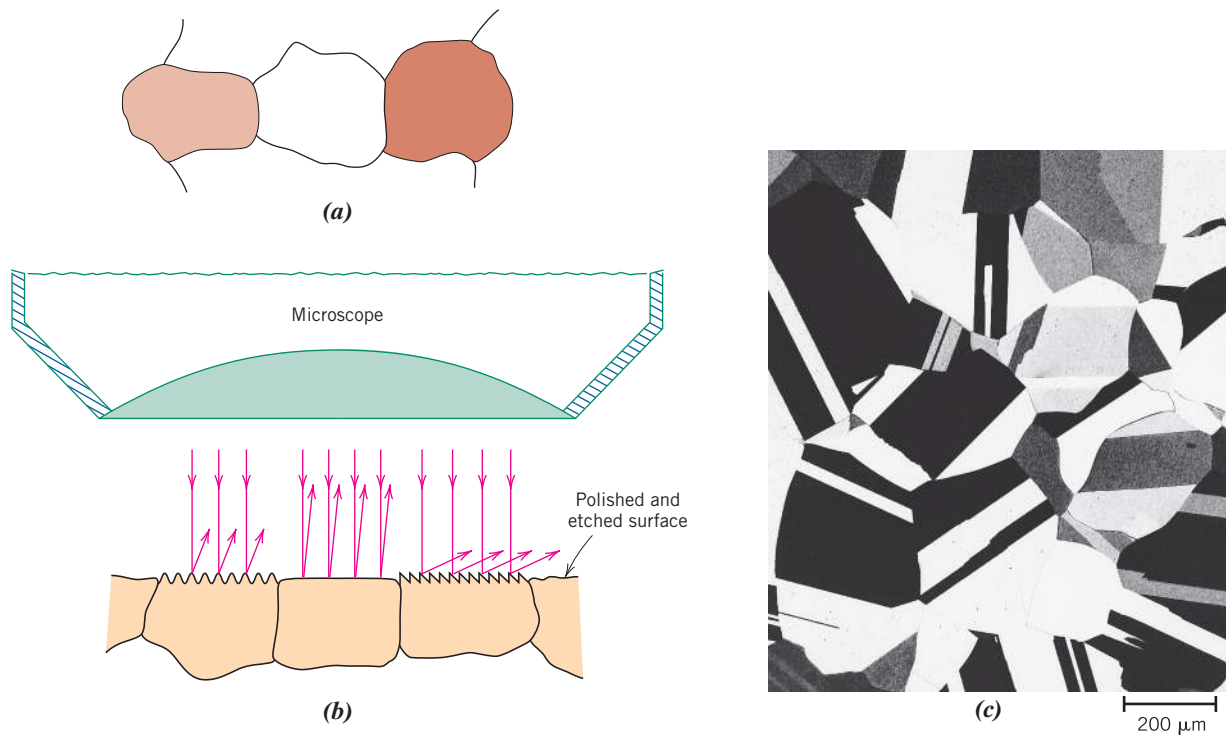 (a)
Microscope
Polished and
etched surface
(b)
(c)
200 μm